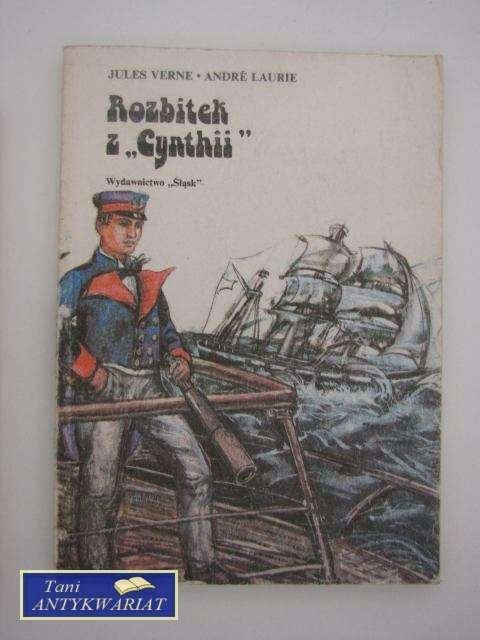 JULES VERNE • ANDRÉ LAURIE
Rozbitek
z „Cynthii”
Wydawnictwo „Śląsk”
Tani
ANTYKWARIAT